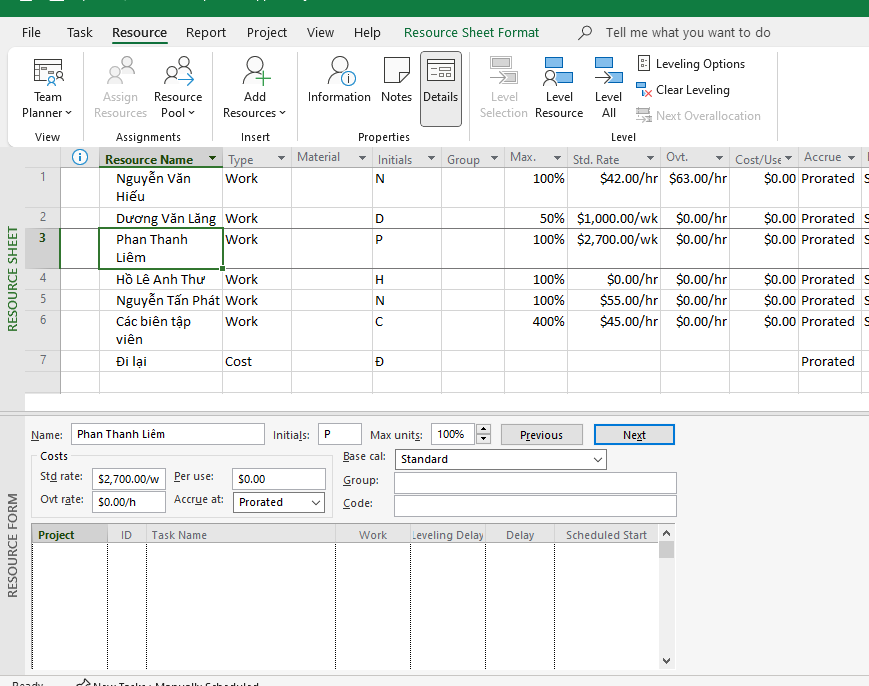 File Task Resource Report Project View Help Resource Sheet Format Tell me what you want to do
Team Planner
Assign Resources
Resource Pool
Add Resources
Information
Notes
Details
Level Selection
Level Resource
Level All
Leveling Options
Clear Leveling
Next Overallocation
View Assignments Insert Properties Level
Resource Name Type Material Initials Group Max. Std. Rate Ovt. Cost/Use Accrue
1 Nguyễn Văn Hiếu Work N 100% $42.00/hr $63.00/hr $0.00 Prorated
2 Dương Văn Lăng Work D 50% $1,000.00/wk $0.00/hr $0.00 Prorated
3 Phan Thanh Liêm Work P 100% $2,700.00/wk $0.00/hr $0.00 Prorated
4 Hồ Lê Anh Thư Work H 100% $0.00/hr $0.00/hr $0.00 Prorated
5 Nguyễn Tấn Phát Work N 100% $55.00/hr $0.00/hr $0.00 Prorated
6 Các biên tập viên Work C 400% $45.00/hr $0.00/hr $0.00 Prorated
7 Đi lại Cost Đ Prorated
RESOURCE SHEET
Name: Phan Thanh Liêm Initials: P Max units: 100% Previous Next
Costs
Base cal: Standard
Std rate: $2,700.00/w Per use: $0.00
Group:
Ovt rate: $0.00/h Accrue at: Prorated
Code:
Project ID Task Name Work Leveling Delay Delay Scheduled Start
RESOURCE FORM